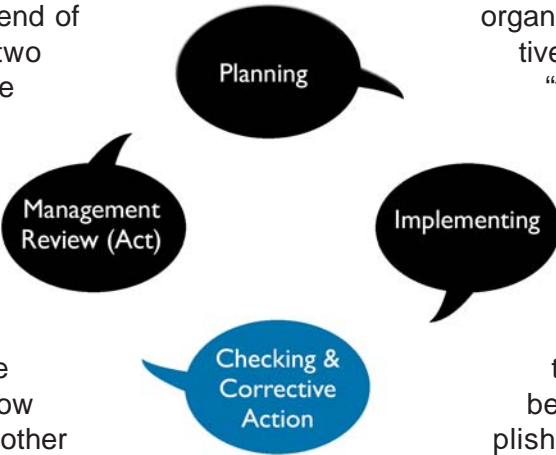 end of
two
e
organ
tive
“
Planning
Management
Review (Act)
Implementing
Checking &
Corrective
Action
e
ow
other
t
be
plish